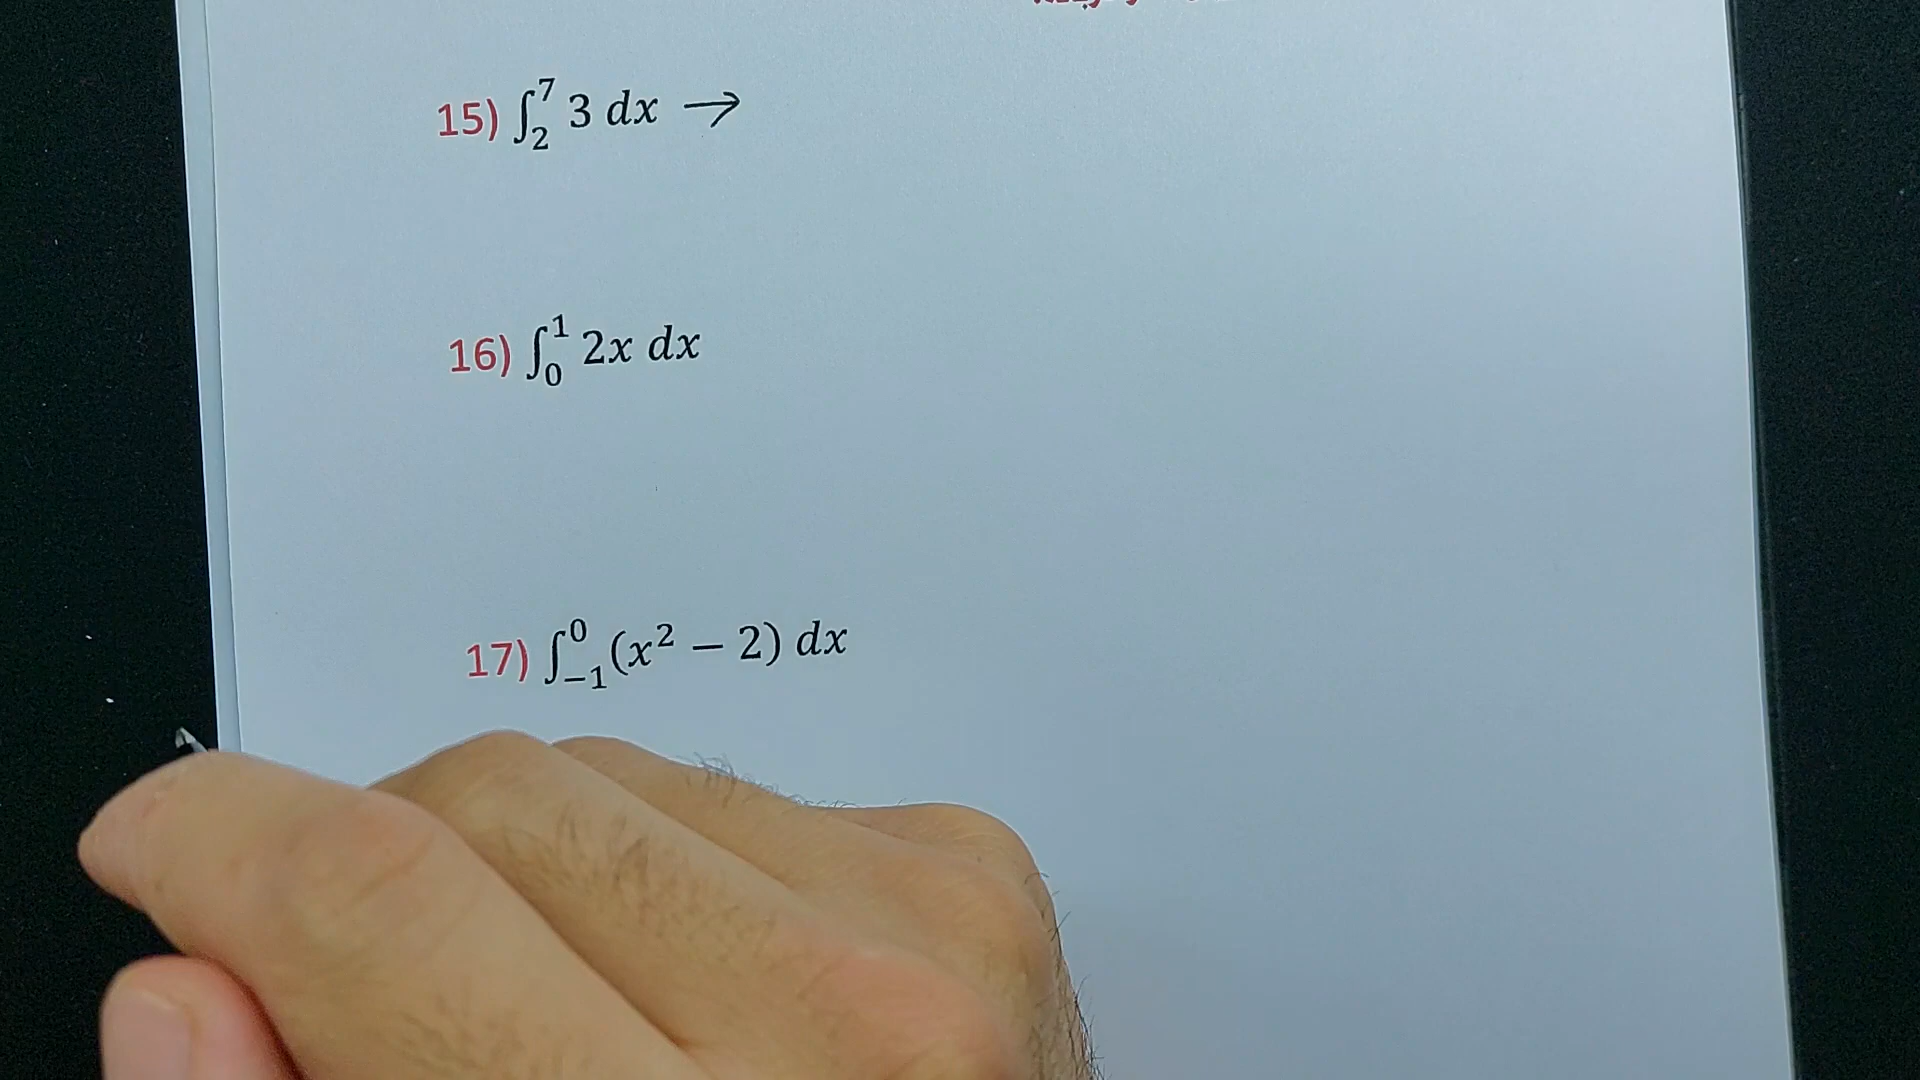 15) ∫₂⁷ 3 dx →
16) ∫₀¹ 2x dx
17) ∫₋₁⁰ (x² − 2) dx